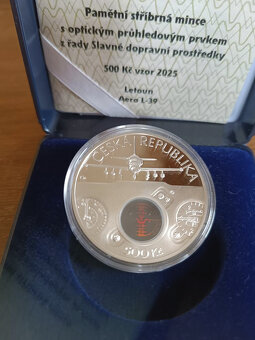 Pamětní stříbrná mince
s optickým průhledovým prvkem
z řady Slavné dopravní prostředky
500 Kč vzor 2025
Letoun
Aero L-39
ČESKÁ REPUBLIKA
500 Kč